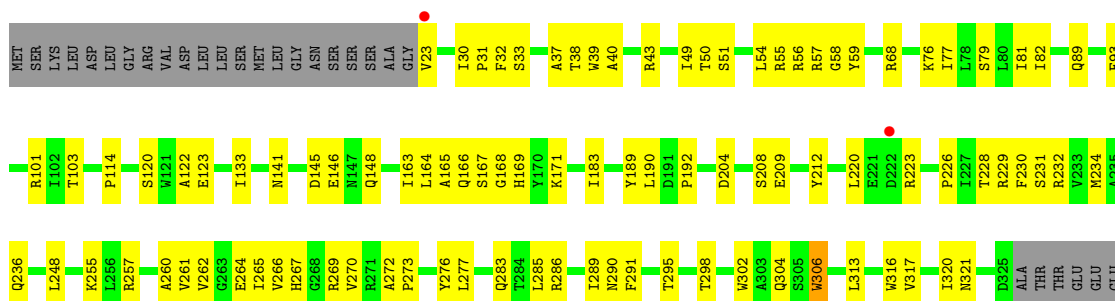 MET SER LYS LEU ASP LEU GLY ARG VAL ASP LEU LEU SER MET LEU GLY ASN SER SER SER ALA GLY V23 I30 P31 F32 S33 A37 T38 W39 A40 R43 I49 T50 S51 L54 R55 R56 R57 G58 Y59 R68 K76 I77 L78 S79 L80 I81 I82 Q89
R101 I102 T103 P114 S120 W121 A122 E123 I133 N141 D145 E146 N147 Q148 I163 L164 A165 Q166 S167 G168 H169 Y170 K171 I183 Y189 L190 D191 P192 D204 S208 E209 Y212 L220 E221 D222 R223 P226 I227 T228 R229 F230 S231 R232 V233 M234
Q236 L248 K255 L256 R257 A260 V261 V262 G263 E264 I265 V266 H267 G268 R269 V270 R271 A272 P273 Y276 L277 Q283 T284 L285 R286 I289 N290 F291 T295 T298 W302 A303 Q304 S305 W306 L313 W316 V317 I320 N321 D325 ALA THR THR GLU GLU